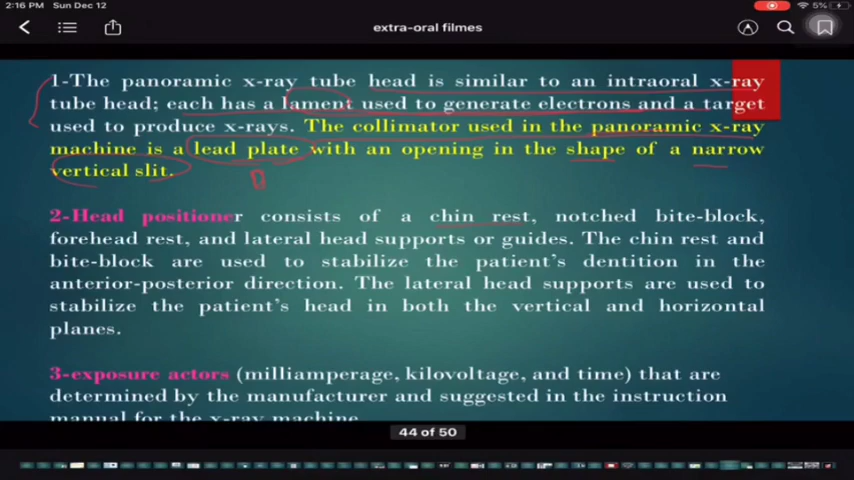 2:16 PM Sun Dec 12
5%
extra-oral filmes
1-The panoramic x-ray tube head is similar to an intraoral x-ray
tube head; each has a lament used to generate electrons and a target
used to produce x-rays. The collimator used in the panoramic x-ray
machine is a lead plate with an opening in the shape of a narrow
vertical slit.
2-Head positioner consists of a chin rest, notched bite-block,
forehead rest, and lateral head supports or guides. The chin rest and
bite-block are used to stabilize the patient's dentition in the
anterior-posterior direction. The lateral head supports are used to
stabilize the patient's head in both the vertical and horizontal
planes.
3-exposure actors (milliamperage, kilovoltage, and time) that are
determined by the manufacturer and suggested in the instruction
manual for the x-ray machine
44 of 50